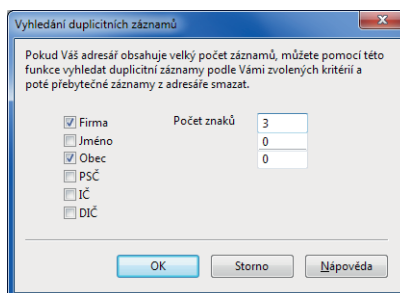 Vyhledání duplicitních záznamů
Pokud Váš adresář obsahuje velký počet záznamů, můžete pomocí této
funkce vyhledat duplicitní záznamy podle Vámi zvolených kritérií a
poté přebytečné záznamy z adresáře smazat.
Firma Počet znaků 3
Jméno 0
Obec 0
PSČ
IČ
DIČ
OK Storno Nápověda